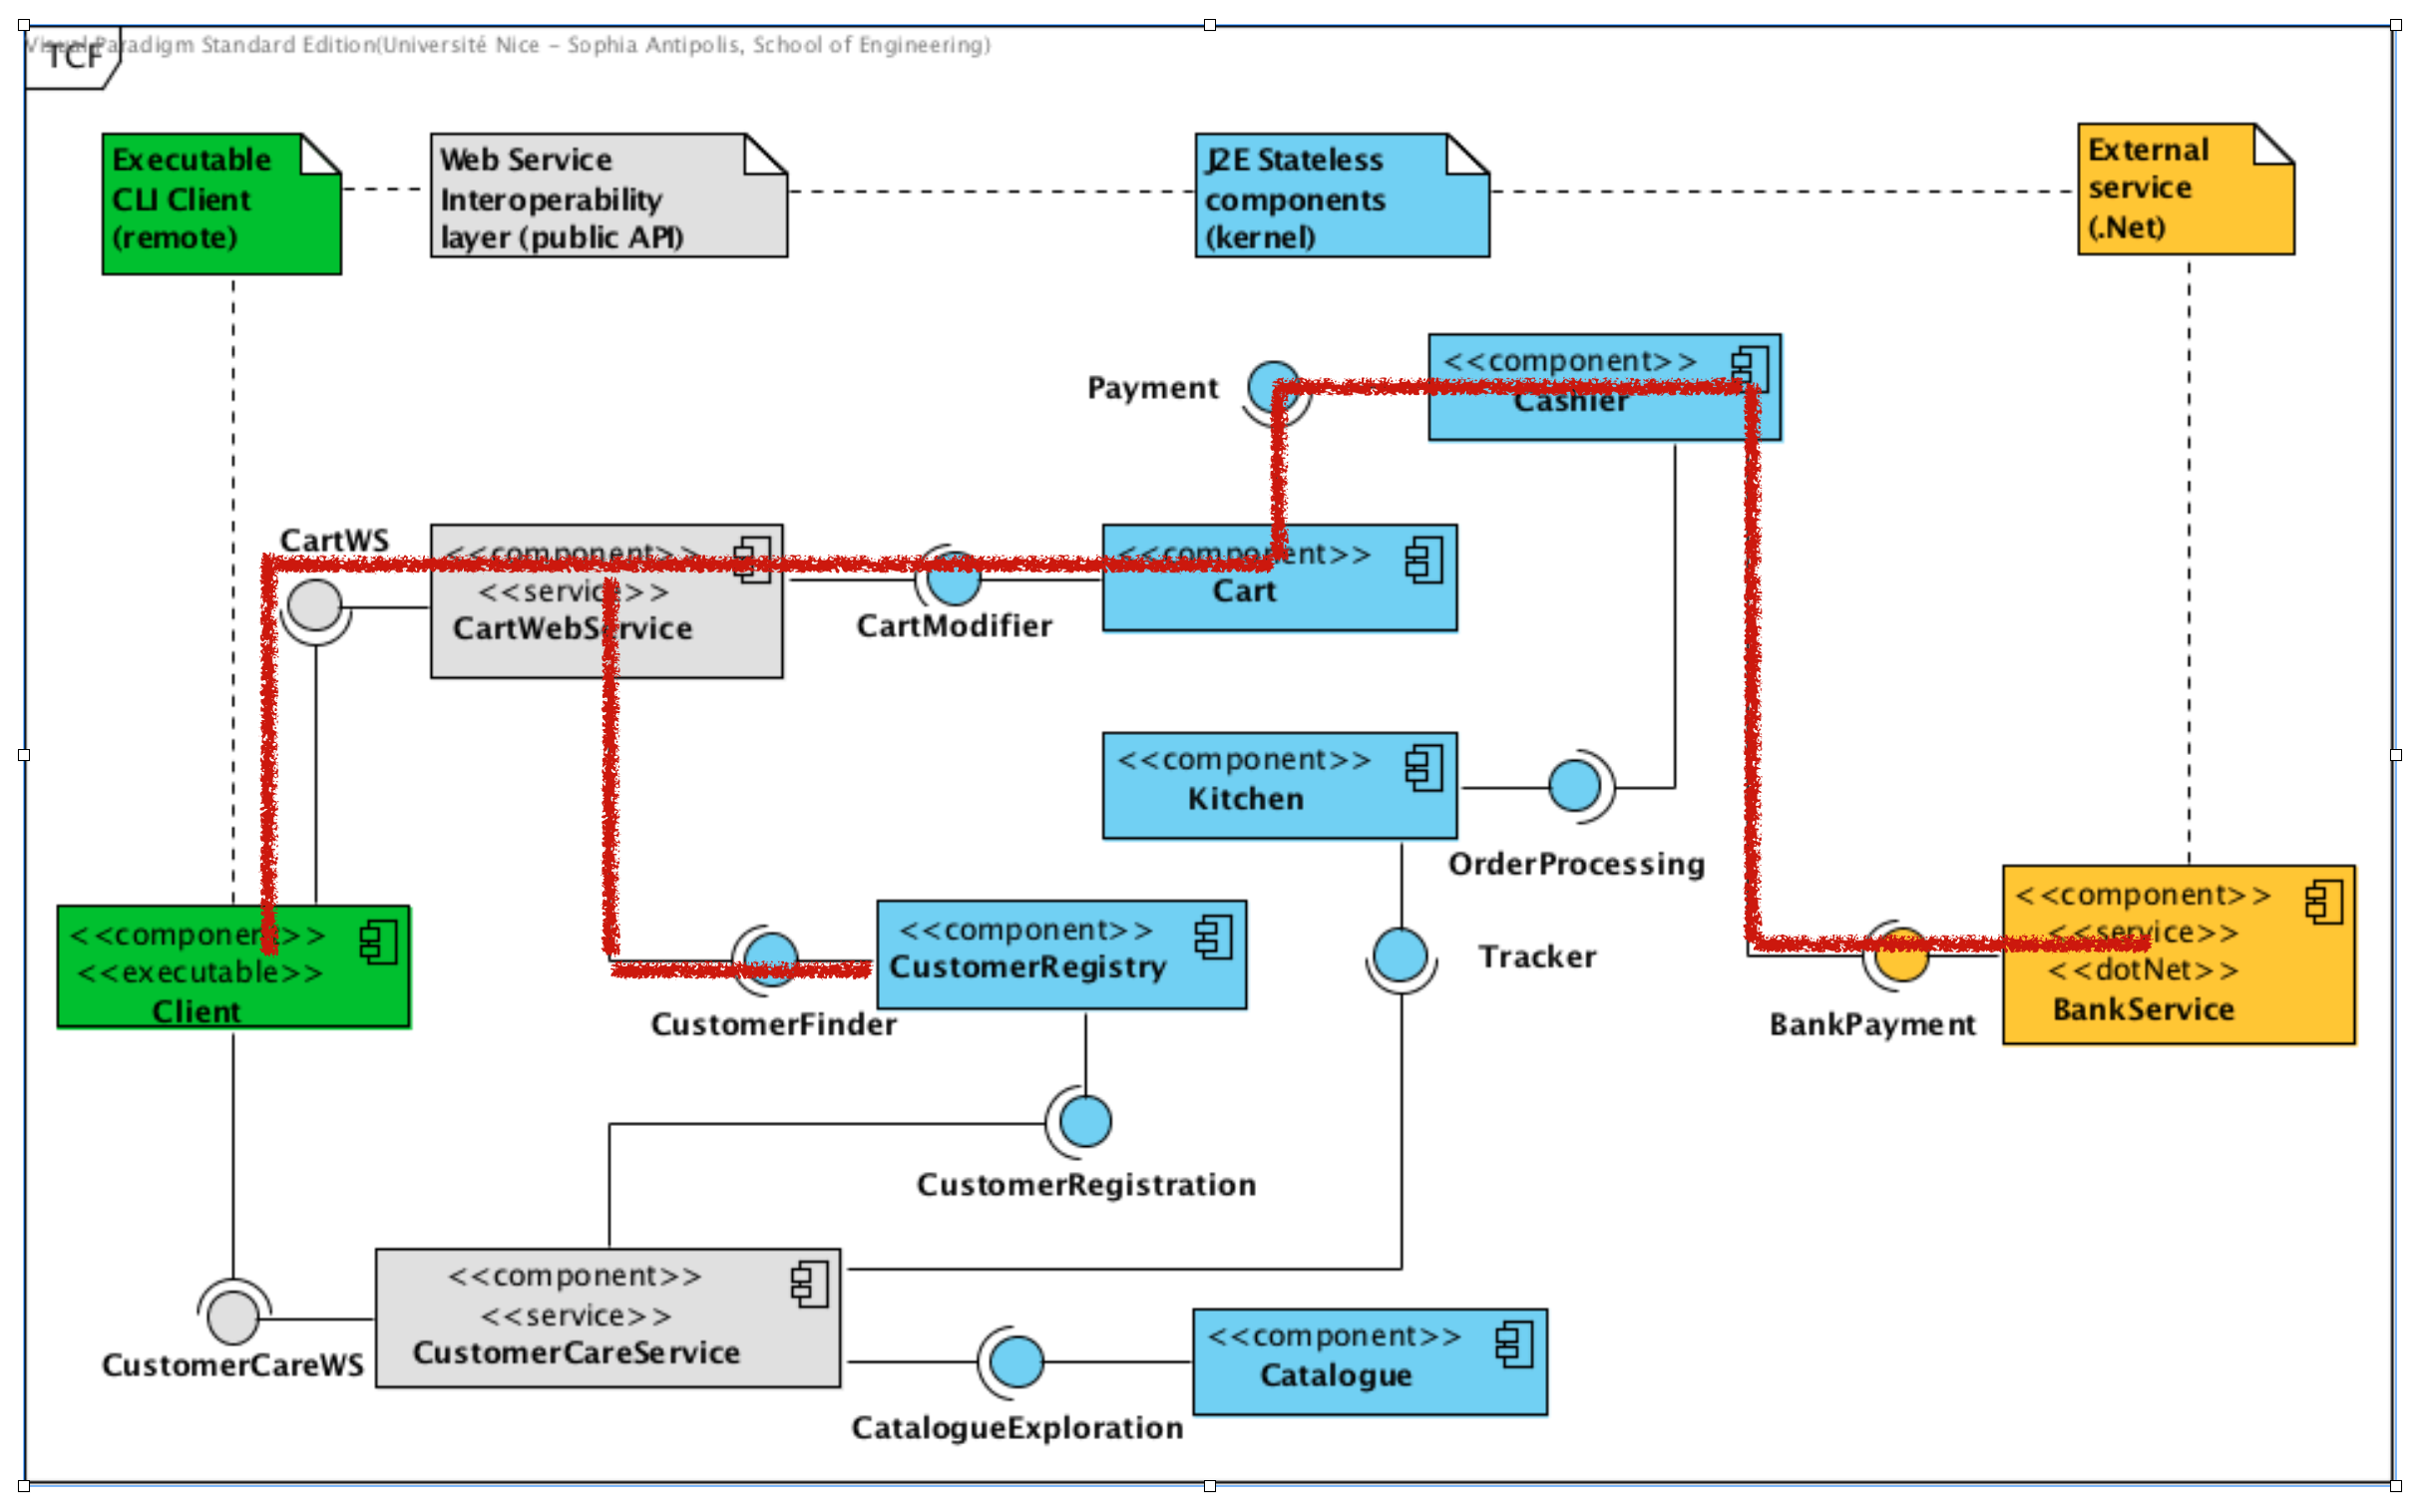 Visual Paradigm Standard Edition(Université Nice – Sophia Antipolis, School of Engineering)
TCF
Executable
CLI Client
(remote)
Web Service
Interoperability
layer (public API)
J2E Stateless
components
(kernel)
External
service
(.Net)
<<component>>
Cashier
Payment
CartWS
<<component>>
<<service>>
CartWebService
CartModifier
<<component>>
Cart
<<component>>
Kitchen
OrderProcessing
<<component>>
<<executable>>
Client
<<component>>
CustomerRegistry
CustomerFinder
Tracker
<<component>>
<<service>>
<<dotNet>>
BankService
BankPayment
CustomerRegistration
<<component>>
<<service>>
CustomerCareService
CustomerCareWS
<<component>>
Catalogue
CatalogueExploration